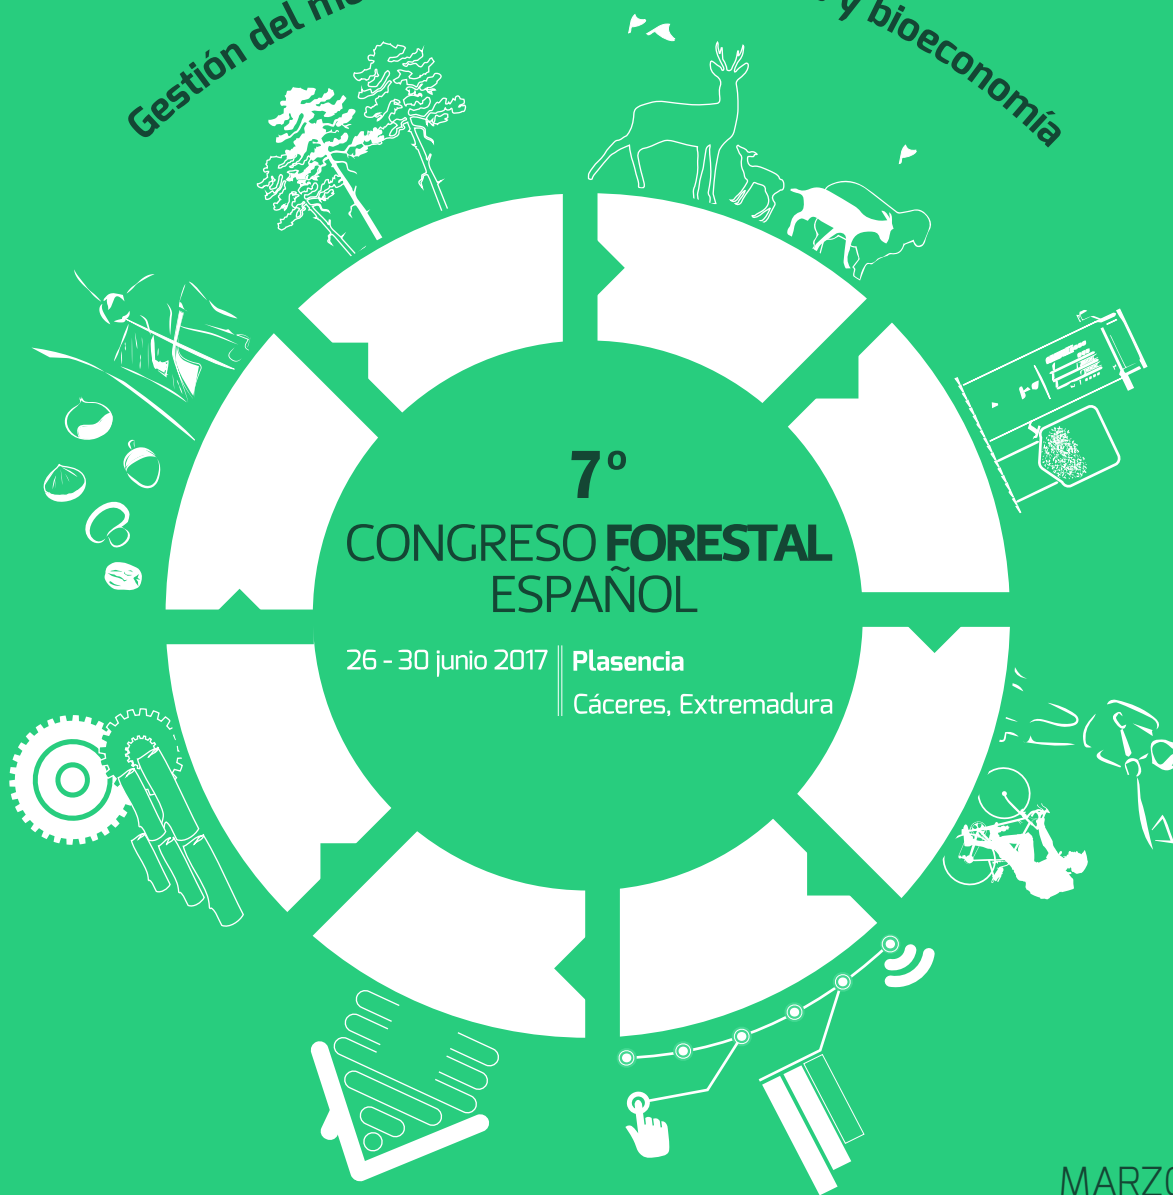 Gestión del
y bioeconomía
7º
CONGRESO FORESTAL
ESPAÑOL
26 - 30 junio 2017
Plasencia
Cáceres, Extremadura